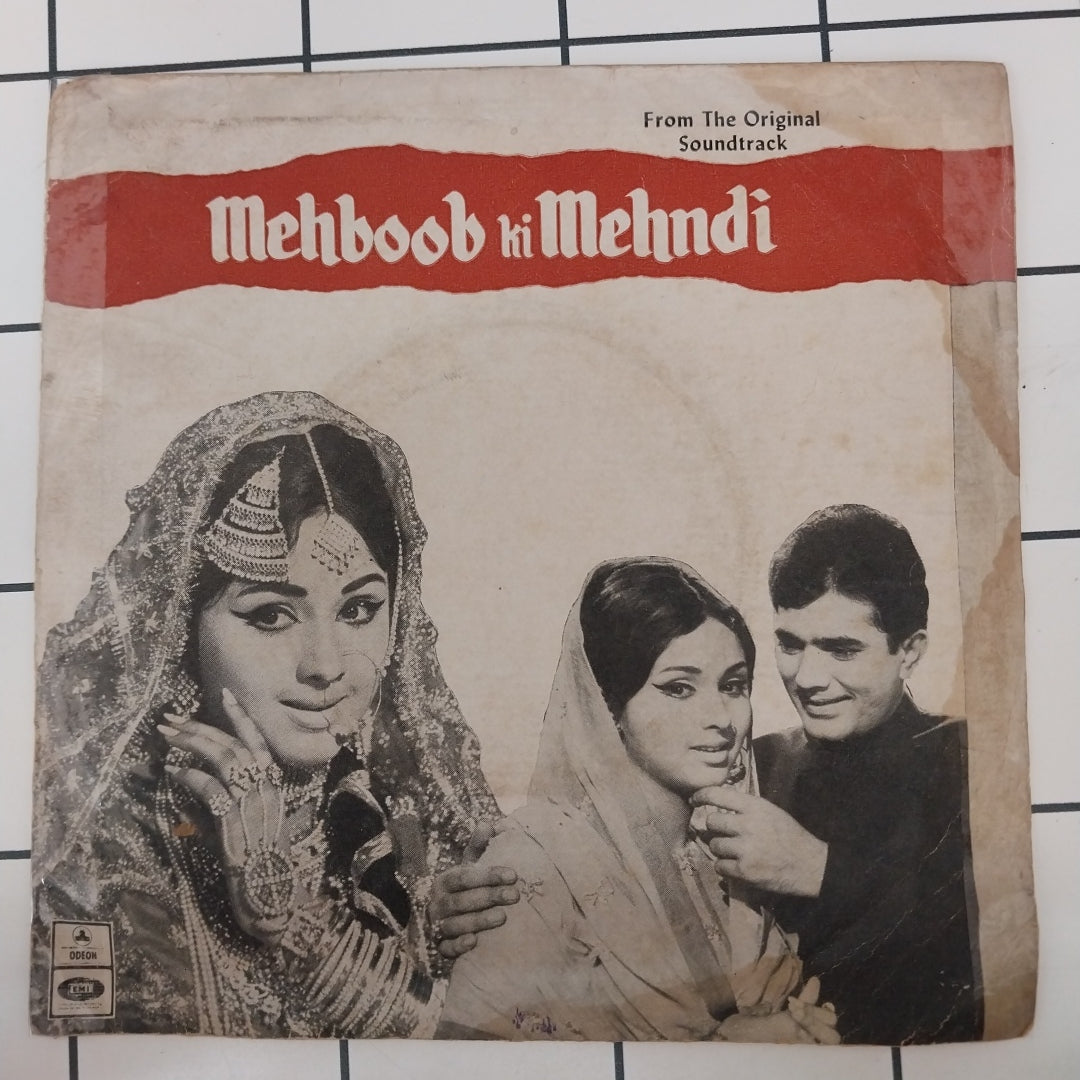 From The Original
Soundtrack
Mehboob ki Mehndi
ODEON
EMI